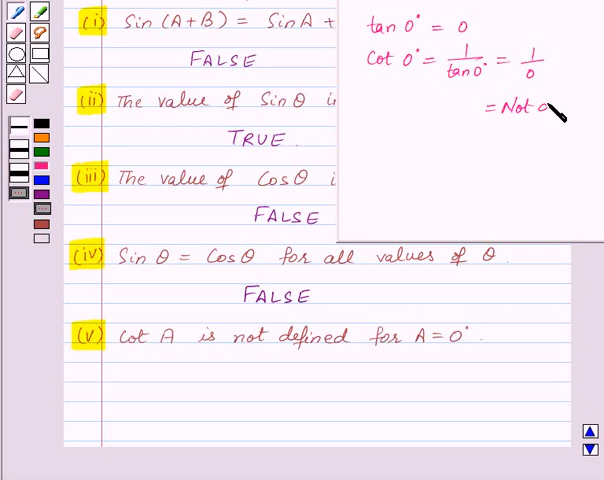 (i) Sin (A+B) = Sin A +
FALSE
(ii) The value of Sin θ
TRUE.
(iii) The value of Cos θ
FALSE
(iv) Sin θ = Cos θ for all values of θ.
FALSE
(v) Cot A is not defined for A = 0°.
tan 0° = 0
Cot 0° = 1/tan 0° = 1/0
= Not